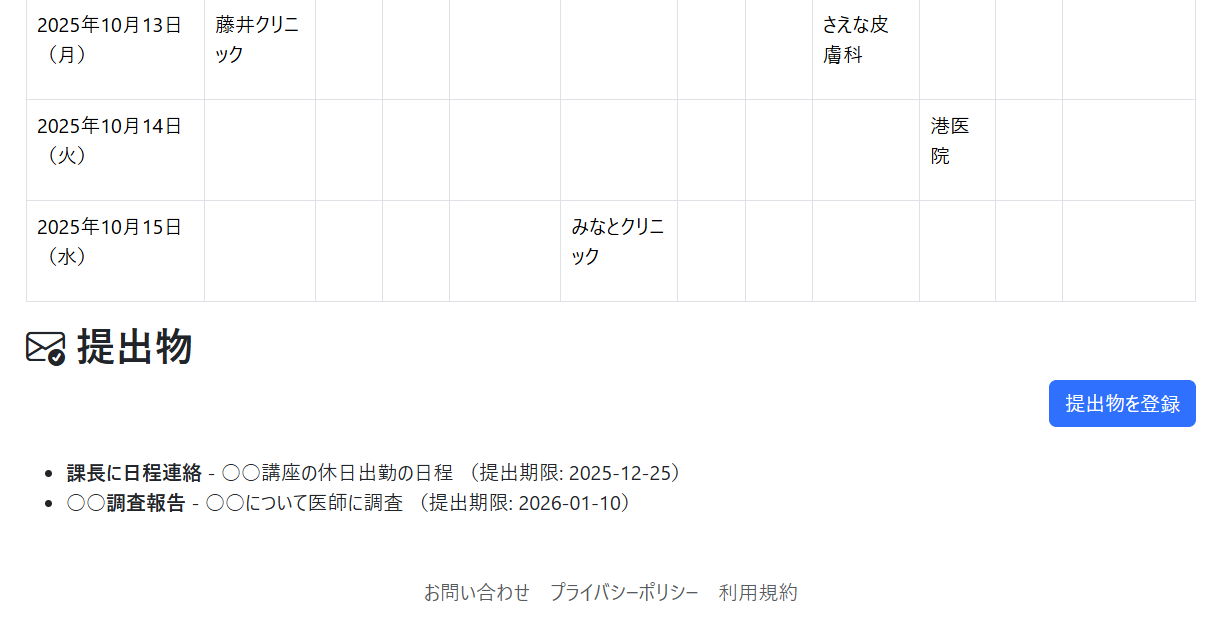 2025年10月13日 藤井クリニ さえな皮
（月） ック 膚科
2025年10月14日 港医
（火） 院
2025年10月15日 みなとクリニ
（水） ック
提出物
提出物を登録
課長に日程連絡 - 〇〇講座の休日出勤の日程 （提出期限: 2025-12-25）
〇〇調査報告 - 〇〇について医師に調査 （提出期限: 2026-01-10）
お問い合わせ プライバシーポリシー 利用規約